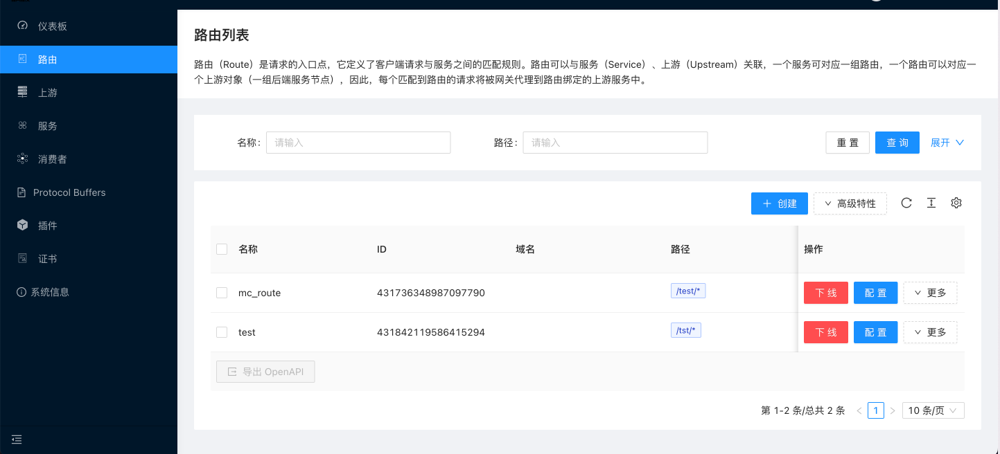 仪表板
路由
上游
服务
消费者
Protocol Buffers
插件
证书
系统信息
路由列表
路由（Route）是请求的入口点，它定义了客户端请求与服务之间的匹配规则。路由可以与服务（Service）、上游（Upstream）关联，一个服务可对应一组路由，一个路由可以对应一
个上游对象（一组后端服务节点），因此，每个匹配到路由的请求将被网关代理到路由绑定的上游服务中。
名称： 请输入 路径： 请输入 重 置 查 询 展开
创建 高级特性
名称 ID 域名 路径 操作
mc_route 431736348987097790 /test/* 下 线 配 置 更多
test 431842119586415294 /tst/* 下 线 配 置 更多
导出 OpenAPI
第 1-2 条/总共 2 条 < 1 > 10 条/页